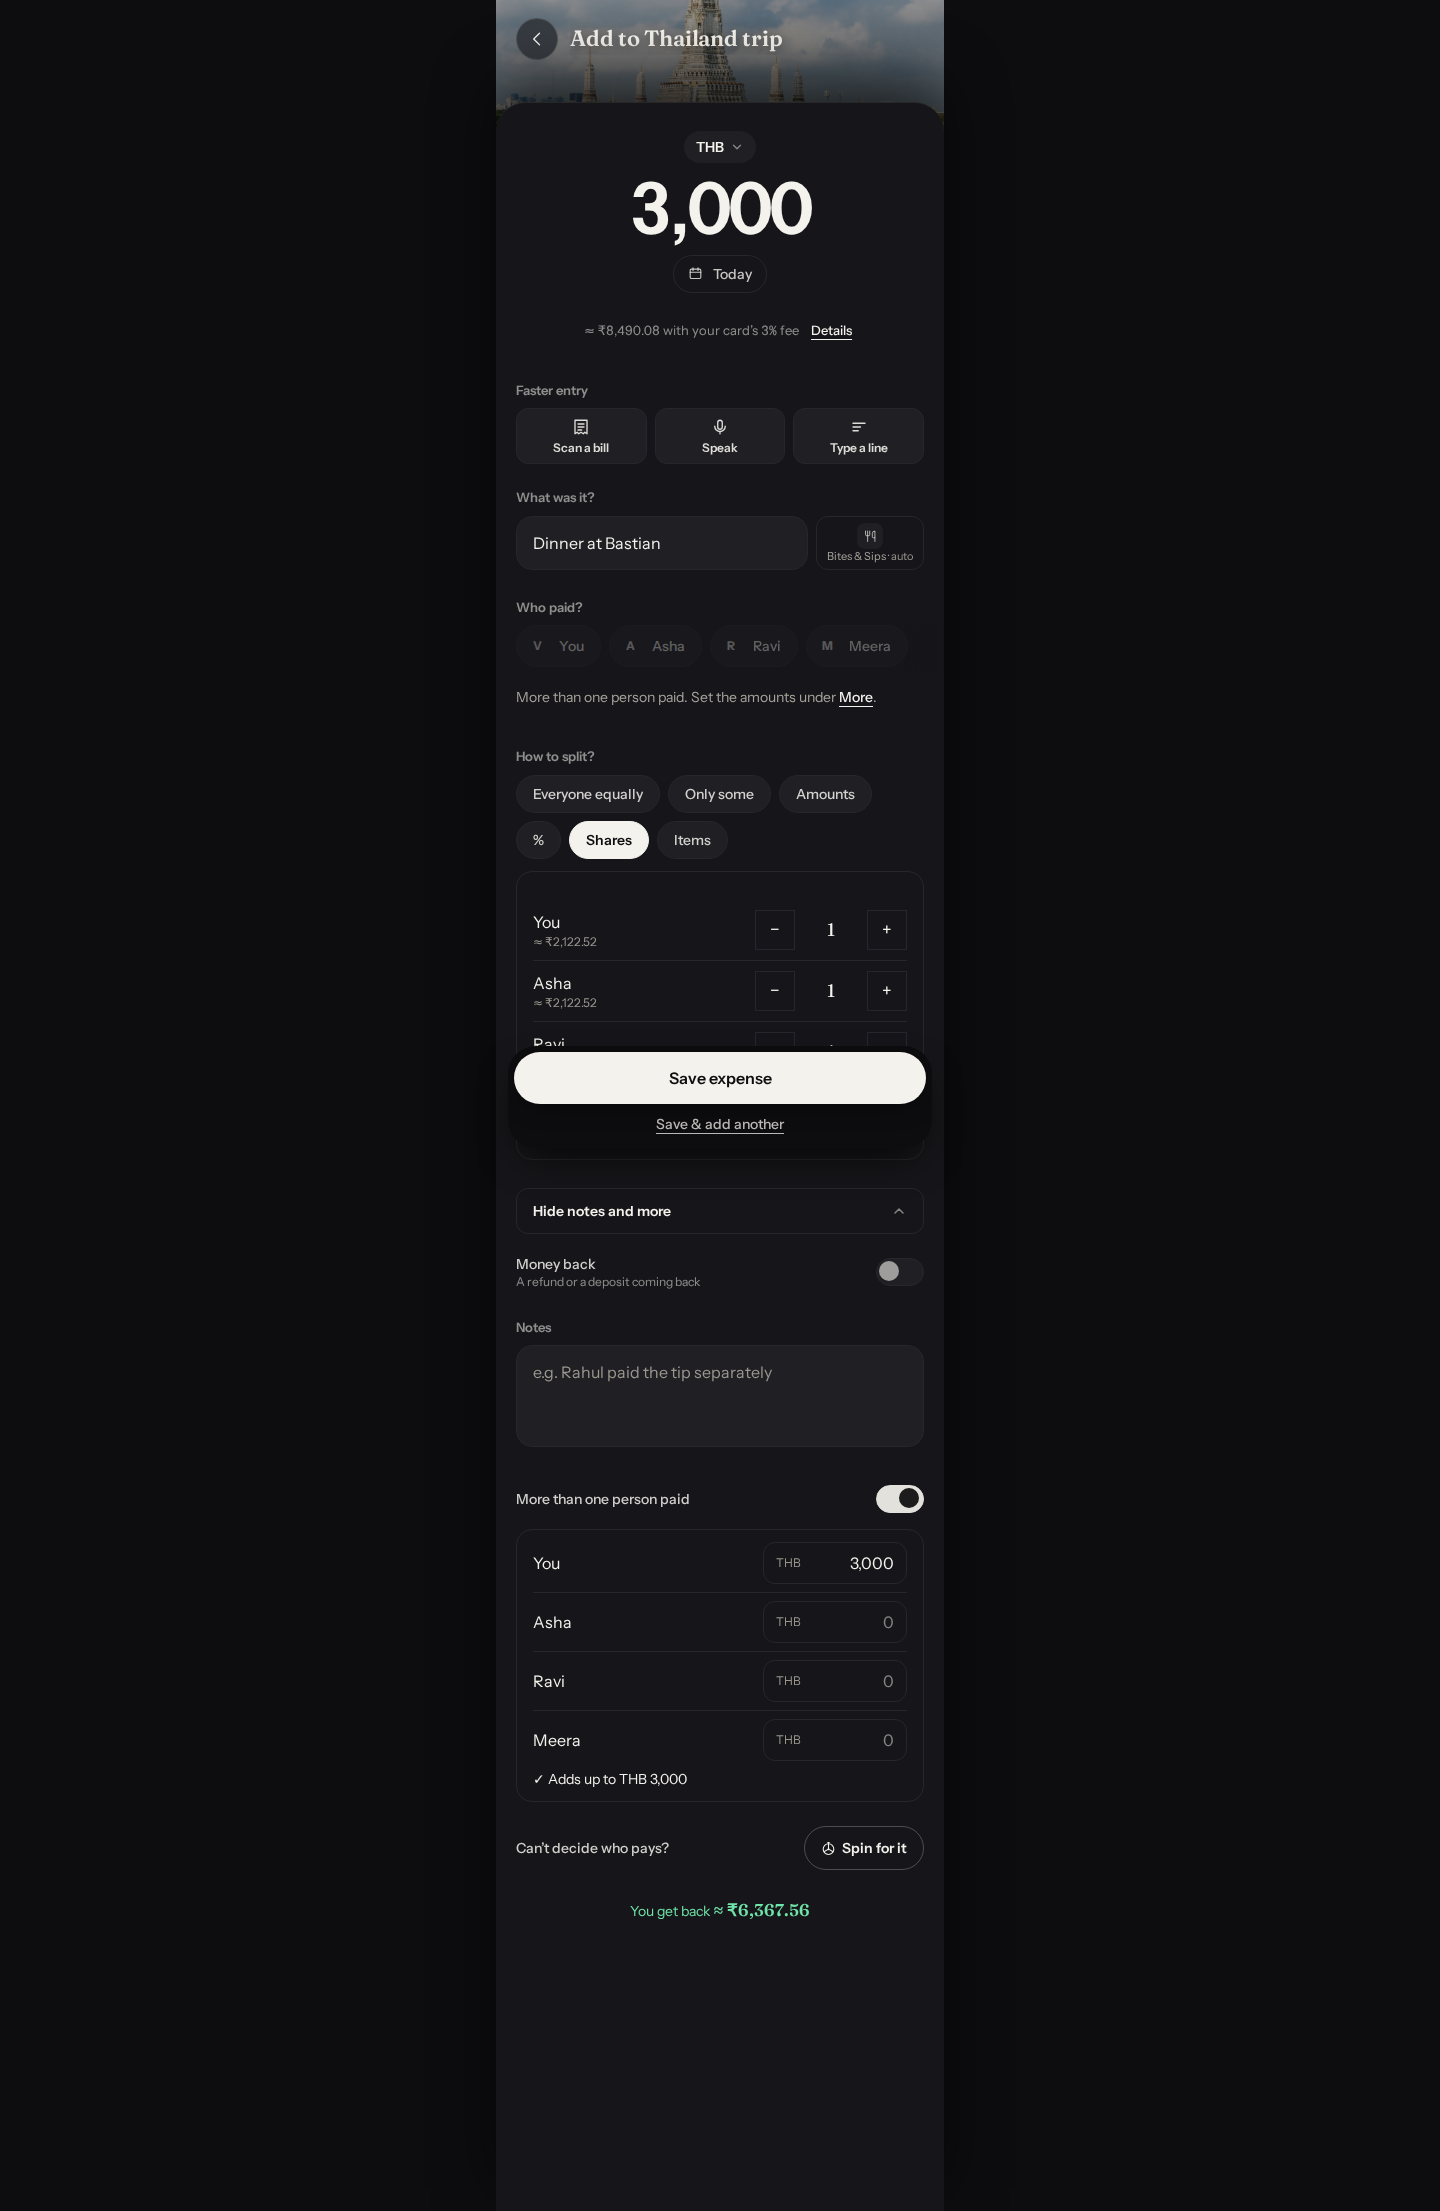 Add to Thailand trip
THB
3,000
Today
≈ ₹8,490.08 with your card's 3% fee Details
Faster entry
Scan a bill Speak Type a line
What was it?
Dinner at Bastian
Bites & Sips · auto
Who paid?
V You A Asha R Ravi M Meera
More than one person paid. Set the amounts under More.
How to split?
Everyone equally Only some Amounts
% Shares Items
You
≈ ₹2,122.52
− 1 +
Asha
≈ ₹2,122.52
− 1 +
Ravi
Save expense
Save & add another
Hide notes and more
Money back
A refund or a deposit coming back
Notes
e.g. Rahul paid the tip separately
More than one person paid
You THB 3,000
Asha THB 0
Ravi THB 0
Meera THB 0
✓ Adds up to THB 3,000
Can't decide who pays? Spin for it
You get back ≈ ₹6,367.56